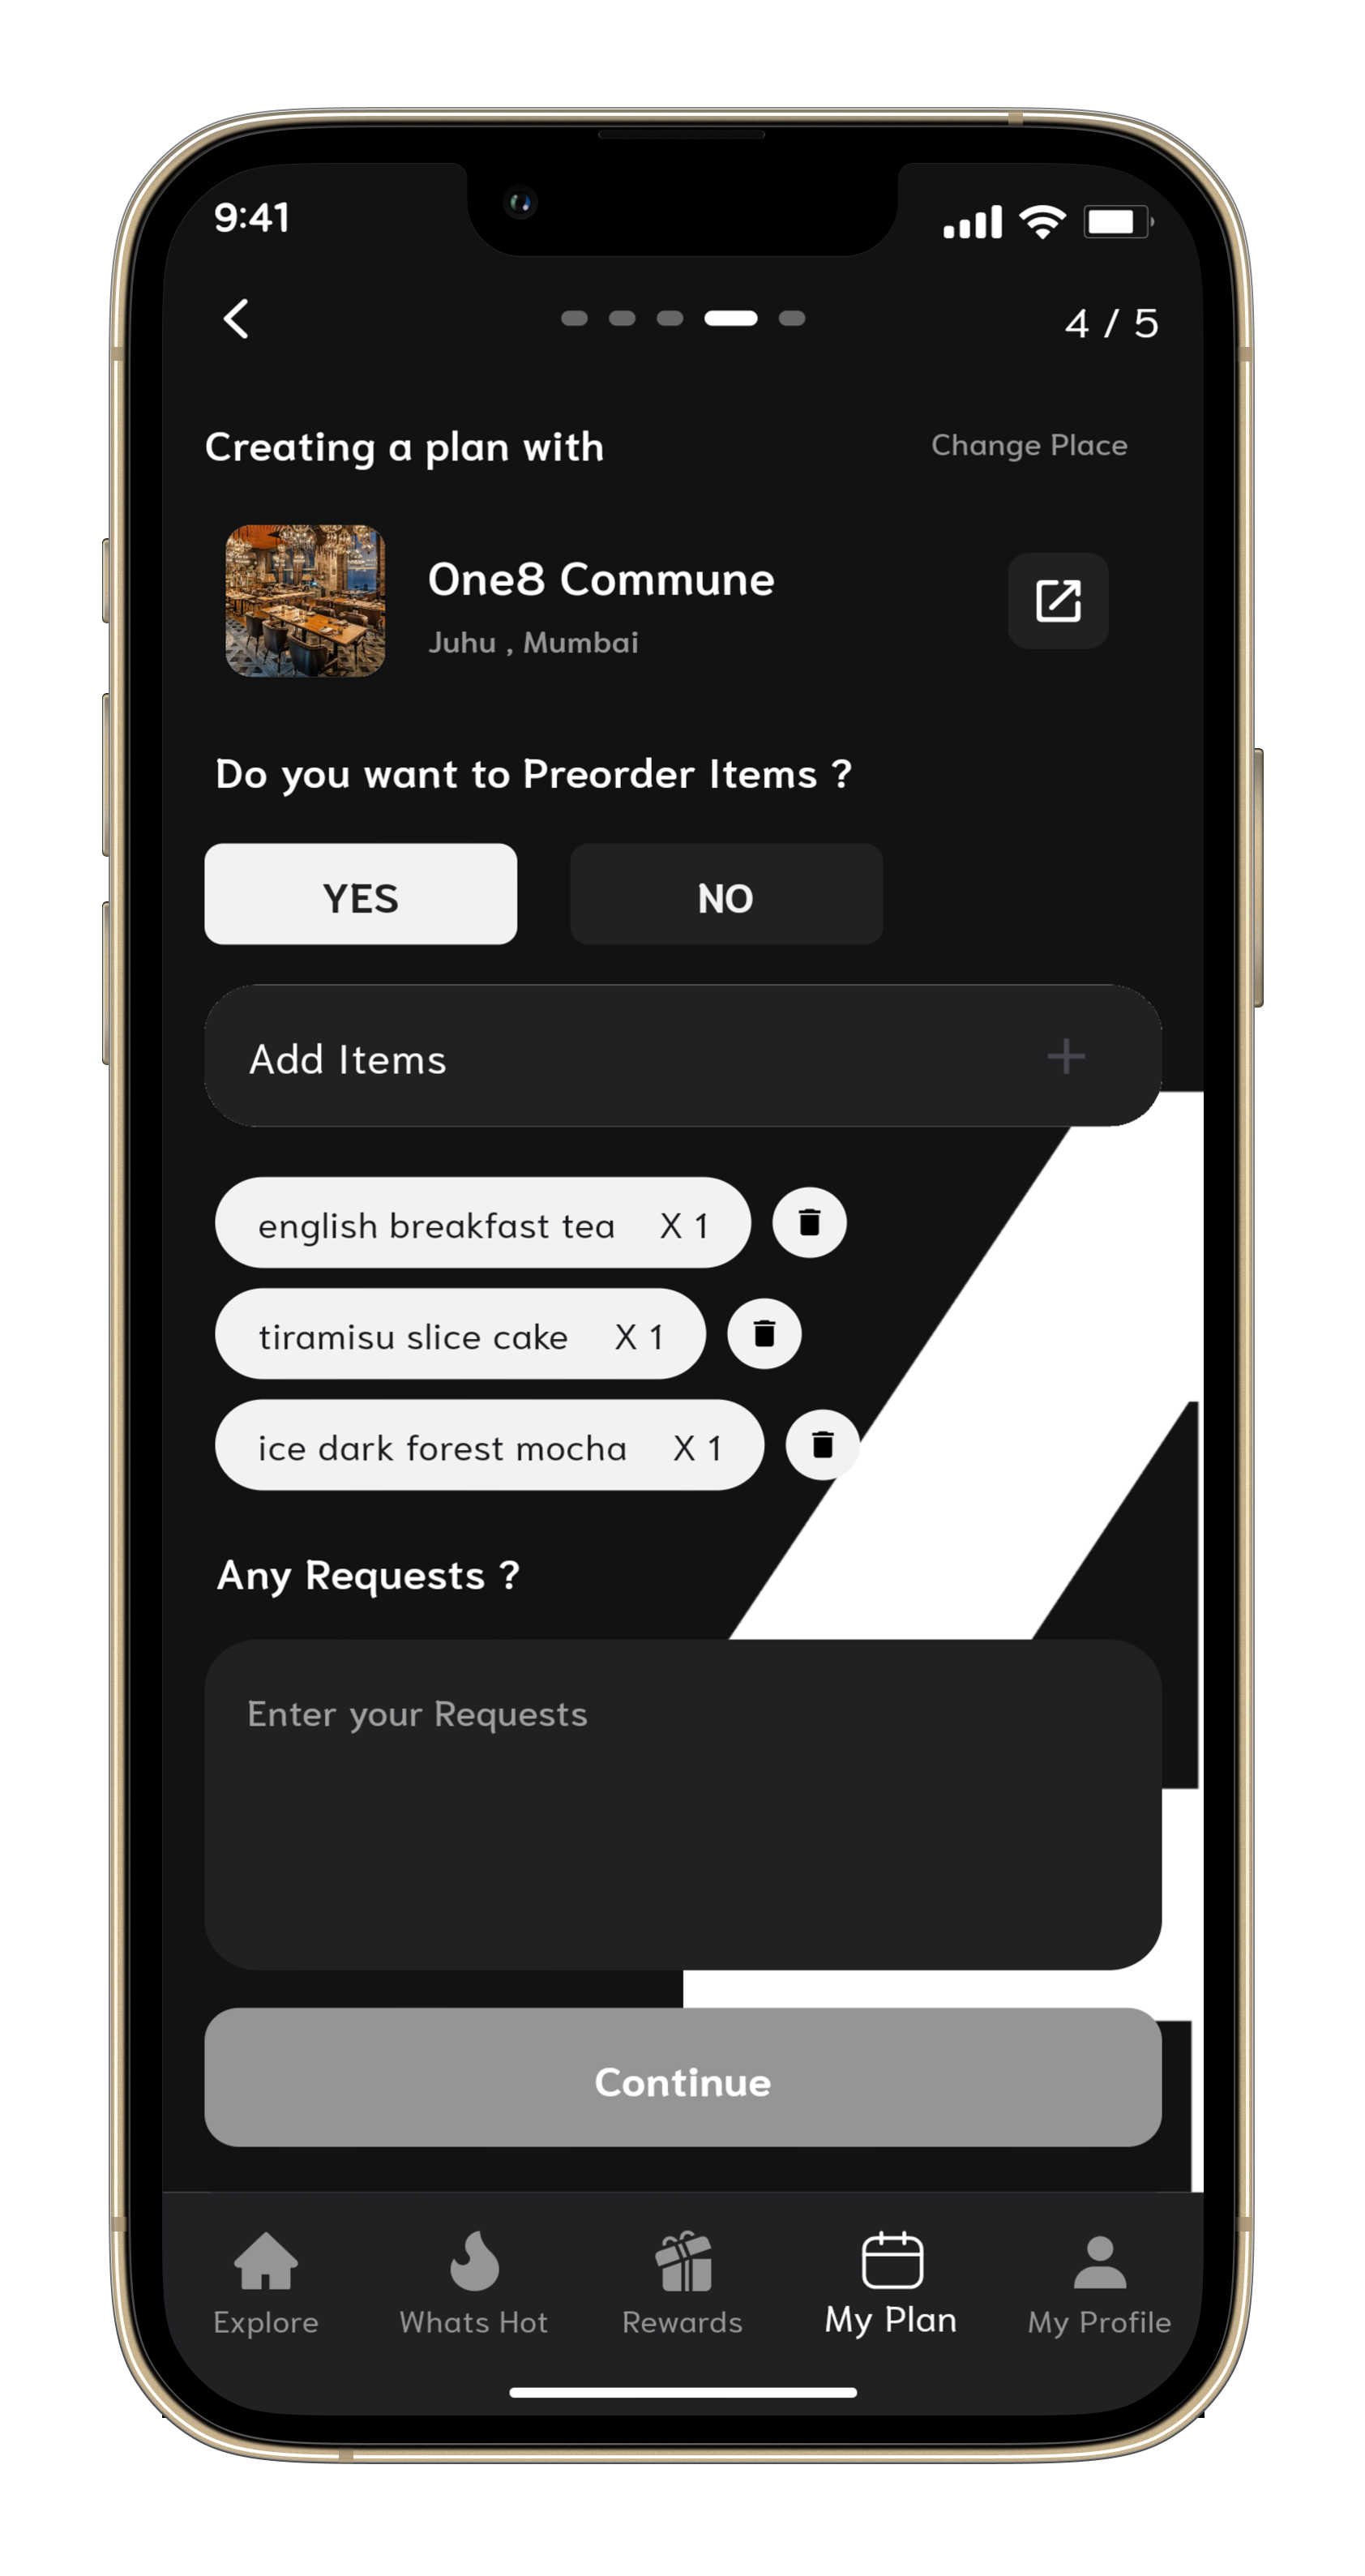 9:41
4 / 5
Creating a plan with
Change Place
One8 Commune
Juhu , Mumbai
Do you want to Preorder Items ?
YES
NO
Add Items
english breakfast tea X 1
tiramisu slice cake X 1
ice dark forest mocha X 1
Any Requests ?
Enter your Requests
Continue
Explore
Whats Hot
Rewards
My Plan
My Profile